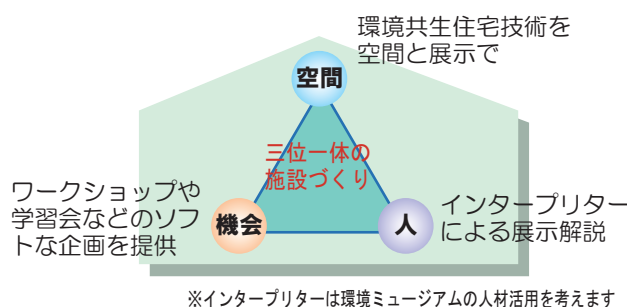 環境共生住宅技術を
空間と展示で
空間
三位一体の
施設づくり
ワークショップや
学習会などのソフ
トな企画を提供
機会
人
インタープリター
による展示解説
※インタープリターは環境ミュージアムの人材活用を考えます